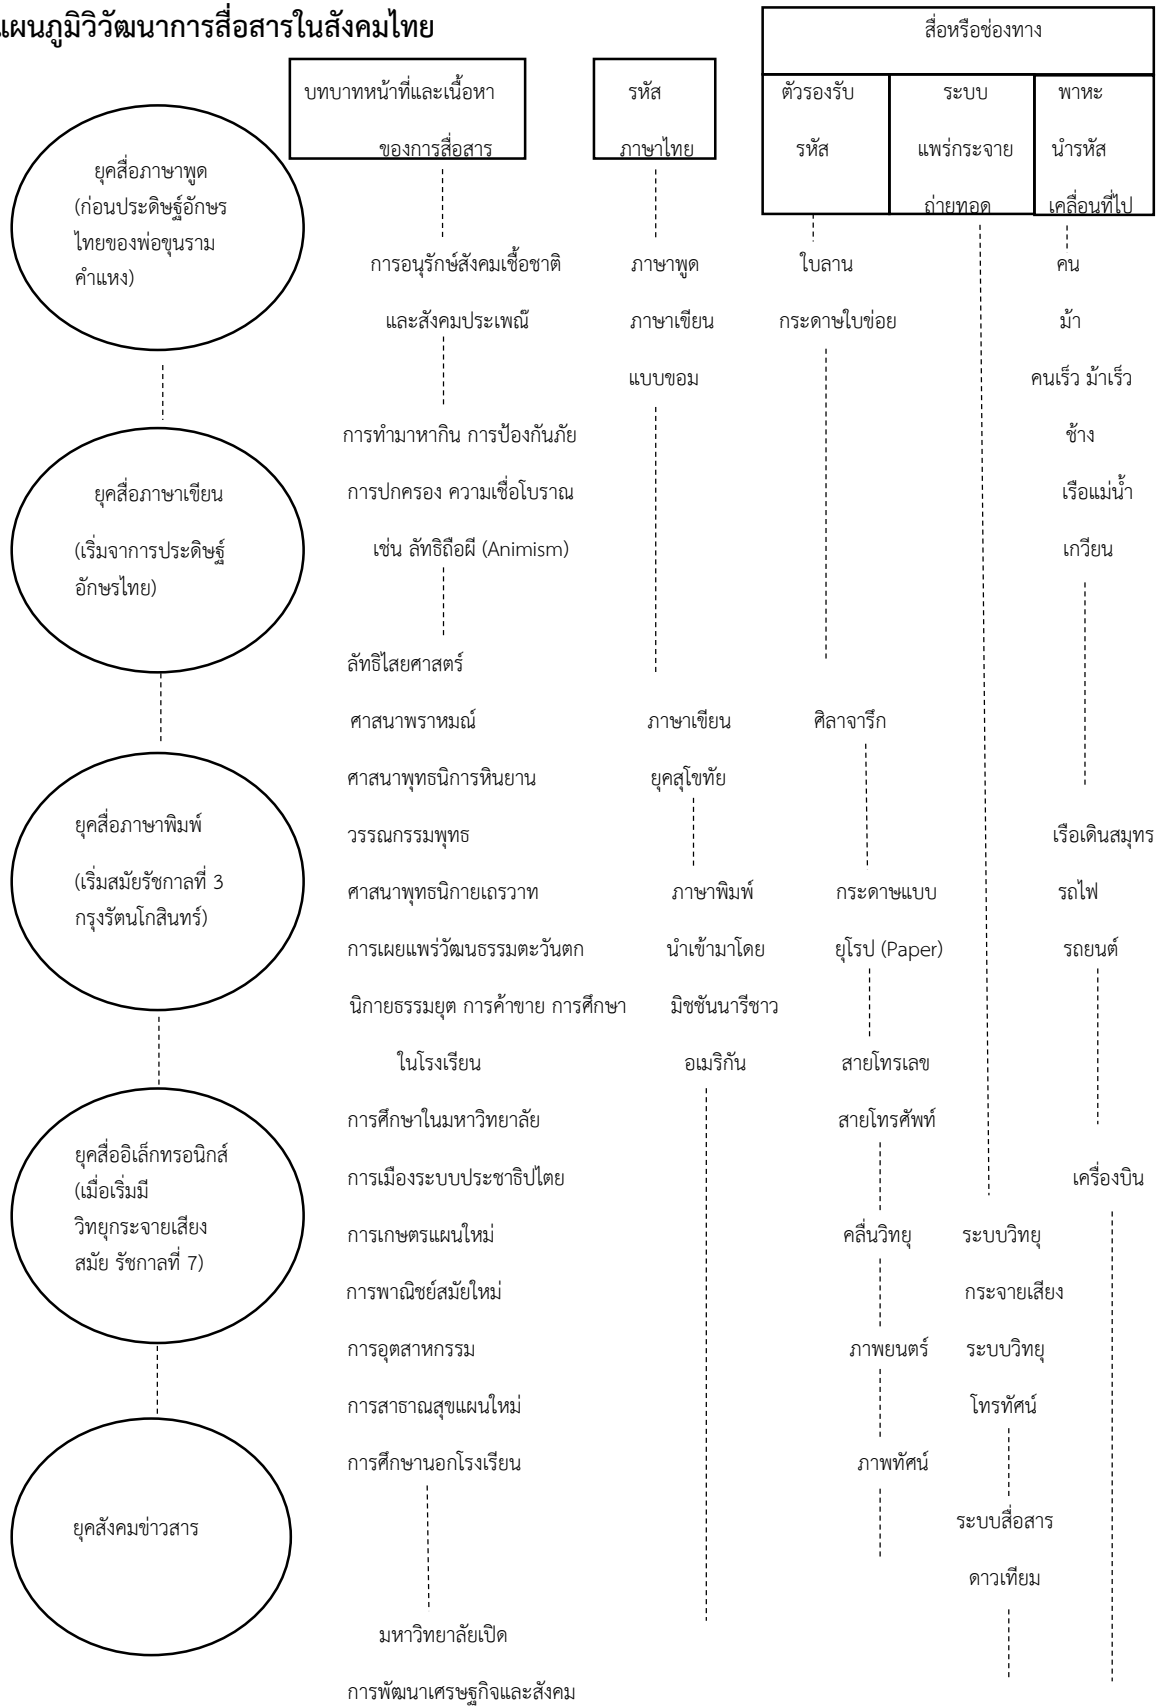 แผนภูมิวิวัฒนาการสื่อสารในสังคมไทย
สื่อหรือช่องทาง
บทบาทหน้าที่และเนื้อหา
ของการสื่อสาร
รหัส
ภาษาไทย
ตัวรองรับ
รหัส
ระบบ
แพร่กระจาย
ถ่ายทอด
พาหะ
นำรหัส
เคลื่อนที่ไป
ยุคสื่อภาษาพูด
(ก่อนประดิษฐ์อักษร
ไทยของพ่อขุนราม
คำแหง)
ยุคสื่อภาษาเขียน
(เริ่มจาการประดิษฐ์
อักษรไทย)
ยุคสื่อภาษาพิมพ์
(เริ่มสมัยรัชกาลที่ 3
กรุงรัตนโกสินทร์)
ยุคสื่ออิเล็กทรอนิกส์
(เมื่อเริ่มมี
วิทยุกระจายเสียง
สมัย รัชกาลที่ 7)
ยุคสังคมข่าวสาร
การอนุรักษ์สังคมเชื้อชาติ
และสังคมประเพณ๊
การทำมาหากิน การป้องกันภัย
การปกครอง ความเชื่อโบราณ
เช่น ลัทธิถือผี (Animism)
ลัทธิไสยศาสตร์
ศาสนาพราหมณ์
ศาสนาพุทธนิการหินยาน
วรรณกรรมพุทธ
ศาสนาพุทธนิกายเถรวาท
การเผยแพร่วัฒนธรรมตะวันตก
นิกายธรรมยุต การค้าขาย การศึกษา
ในโรงเรียน
การศึกษาในมหาวิทยาลัย
การเมืองระบบประชาธิปไตย
การเกษตรแผนใหม่
การพาณิชย์สมัยใหม่
การอุตสาหกรรม
การสาธาณสุขแผนใหม่
การศึกษานอกโรงเรียน
มหาวิทยาลัยเปิด
การพัฒนาเศรษฐกิจและสังคม
ภาษาพูด
ภาษาเขียน
แบบขอม
ภาษาเขียน
ยุคสุโขทัย
ภาษาพิมพ์
นำเข้ามาโดย
มิชชันนารีชาว
อเมริกัน
ใบลาน
กระดาษใบข่อย
ศิลาจารึก
กระดาษแบบ
ยุโรป (Paper)
สายโทรเลข
สายโทรศัพท์
คลื่นวิทยุ
ภาพยนตร์
ภาพทัศน์
ระบบวิทยุ
กระจายเสียง
ระบบวิทยุ
โทรทัศน์
ระบบสื่อสาร
ดาวเทียม
คน
ม้า
คนเร็ว ม้าเร็ว
ช้าง
เรือแม่น้ำ
เกวียน
เรือเดินสมุทร
รถไฟ
รถยนต์
เครื่องบิน